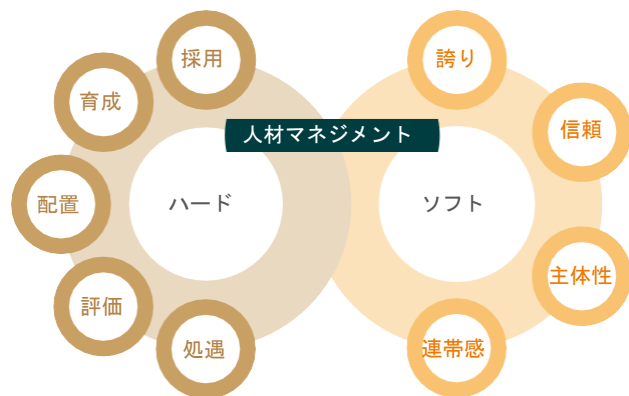 採用
育成
配置
評価
処遇
ハード
人材マネジメント
ソフト
誇り
信頼
主体性
連帯感